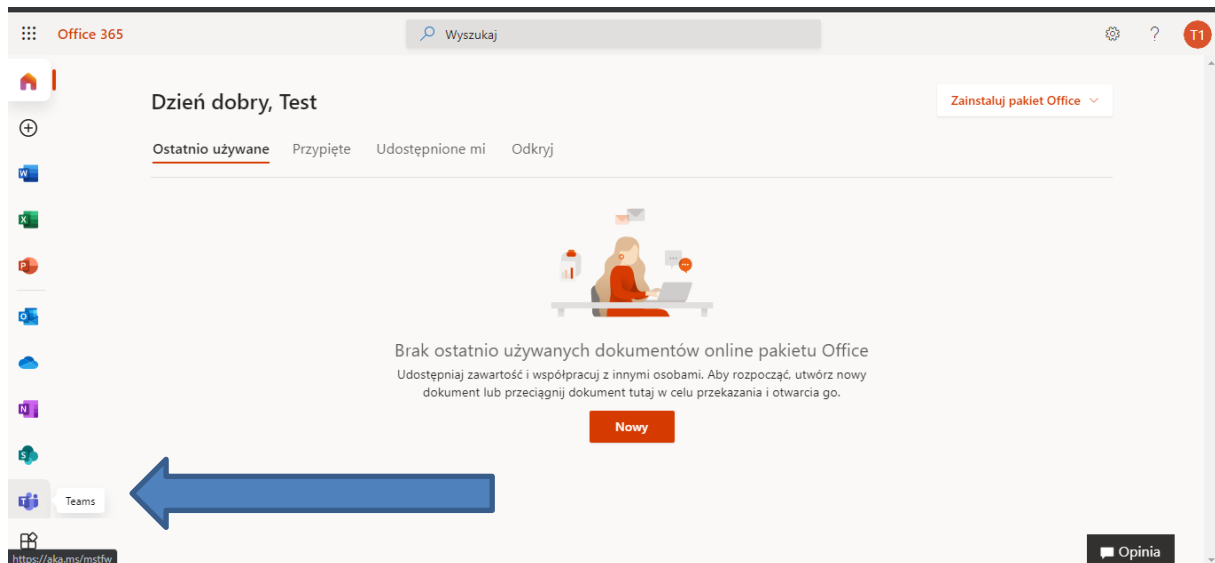 Office 365
Wyszukaj
?
T1
Dzień dobry, Test
Zainstaluj pakiet Office
Ostatnio używane Przypięte Udostępnione mi Odkryj
Brak ostatnio używanych dokumentów online pakietu Office
Udostępniaj zawartość i współpracuj z innymi osobami. Aby rozpocząć, utwórz nowy
dokument lub przeciągnij dokument tutaj w celu przekazania i otwarcia go.
Nowy
W
X
P
O
N
S
T
Teams
https://aka.ms/mstfw
Opinia